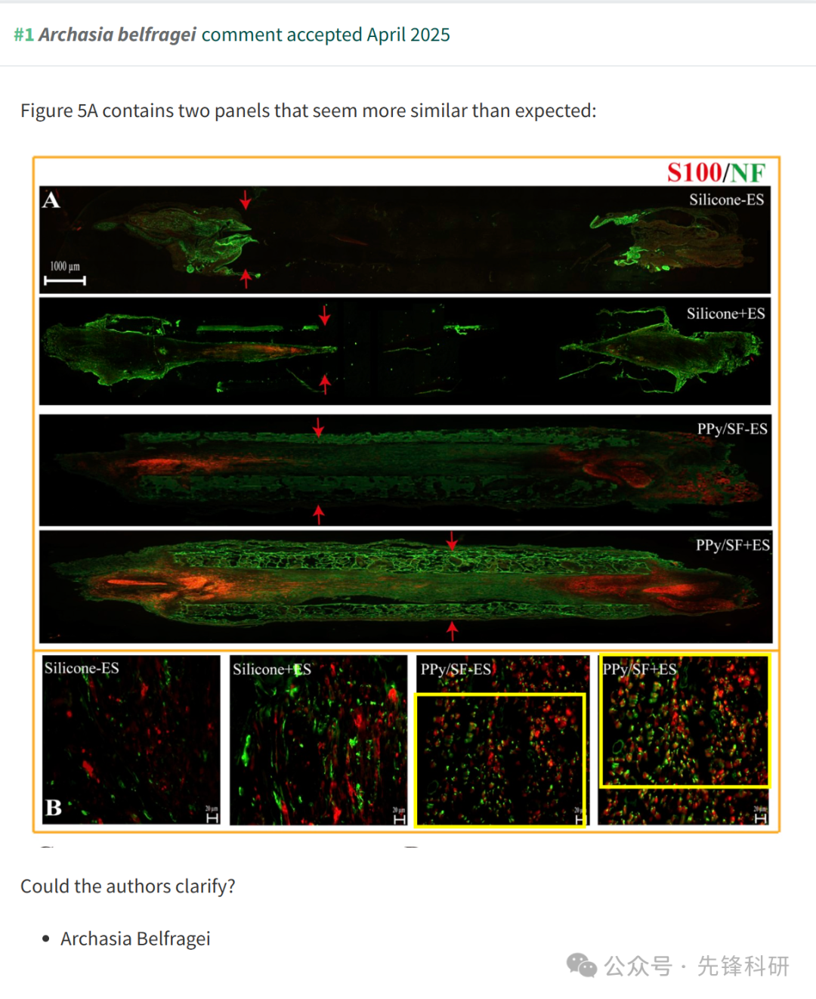 #1 Archasia belfragei comment accepted April 2025
Figure 5A contains two panels that seem more similar than expected:
S100/NF
A
Silicone-ES
1000 μm
Silicone+ES
PPy/SF-ES
PPy/SF+ES
Silicone-ES
Silicone+ES
PPy/SF-ES
PPy/SF+ES
B
20 μm
20 μm
20 μ
20 μm
Could the authors clarify?
• Archasia Belfragei
公众号 · 先锋科研